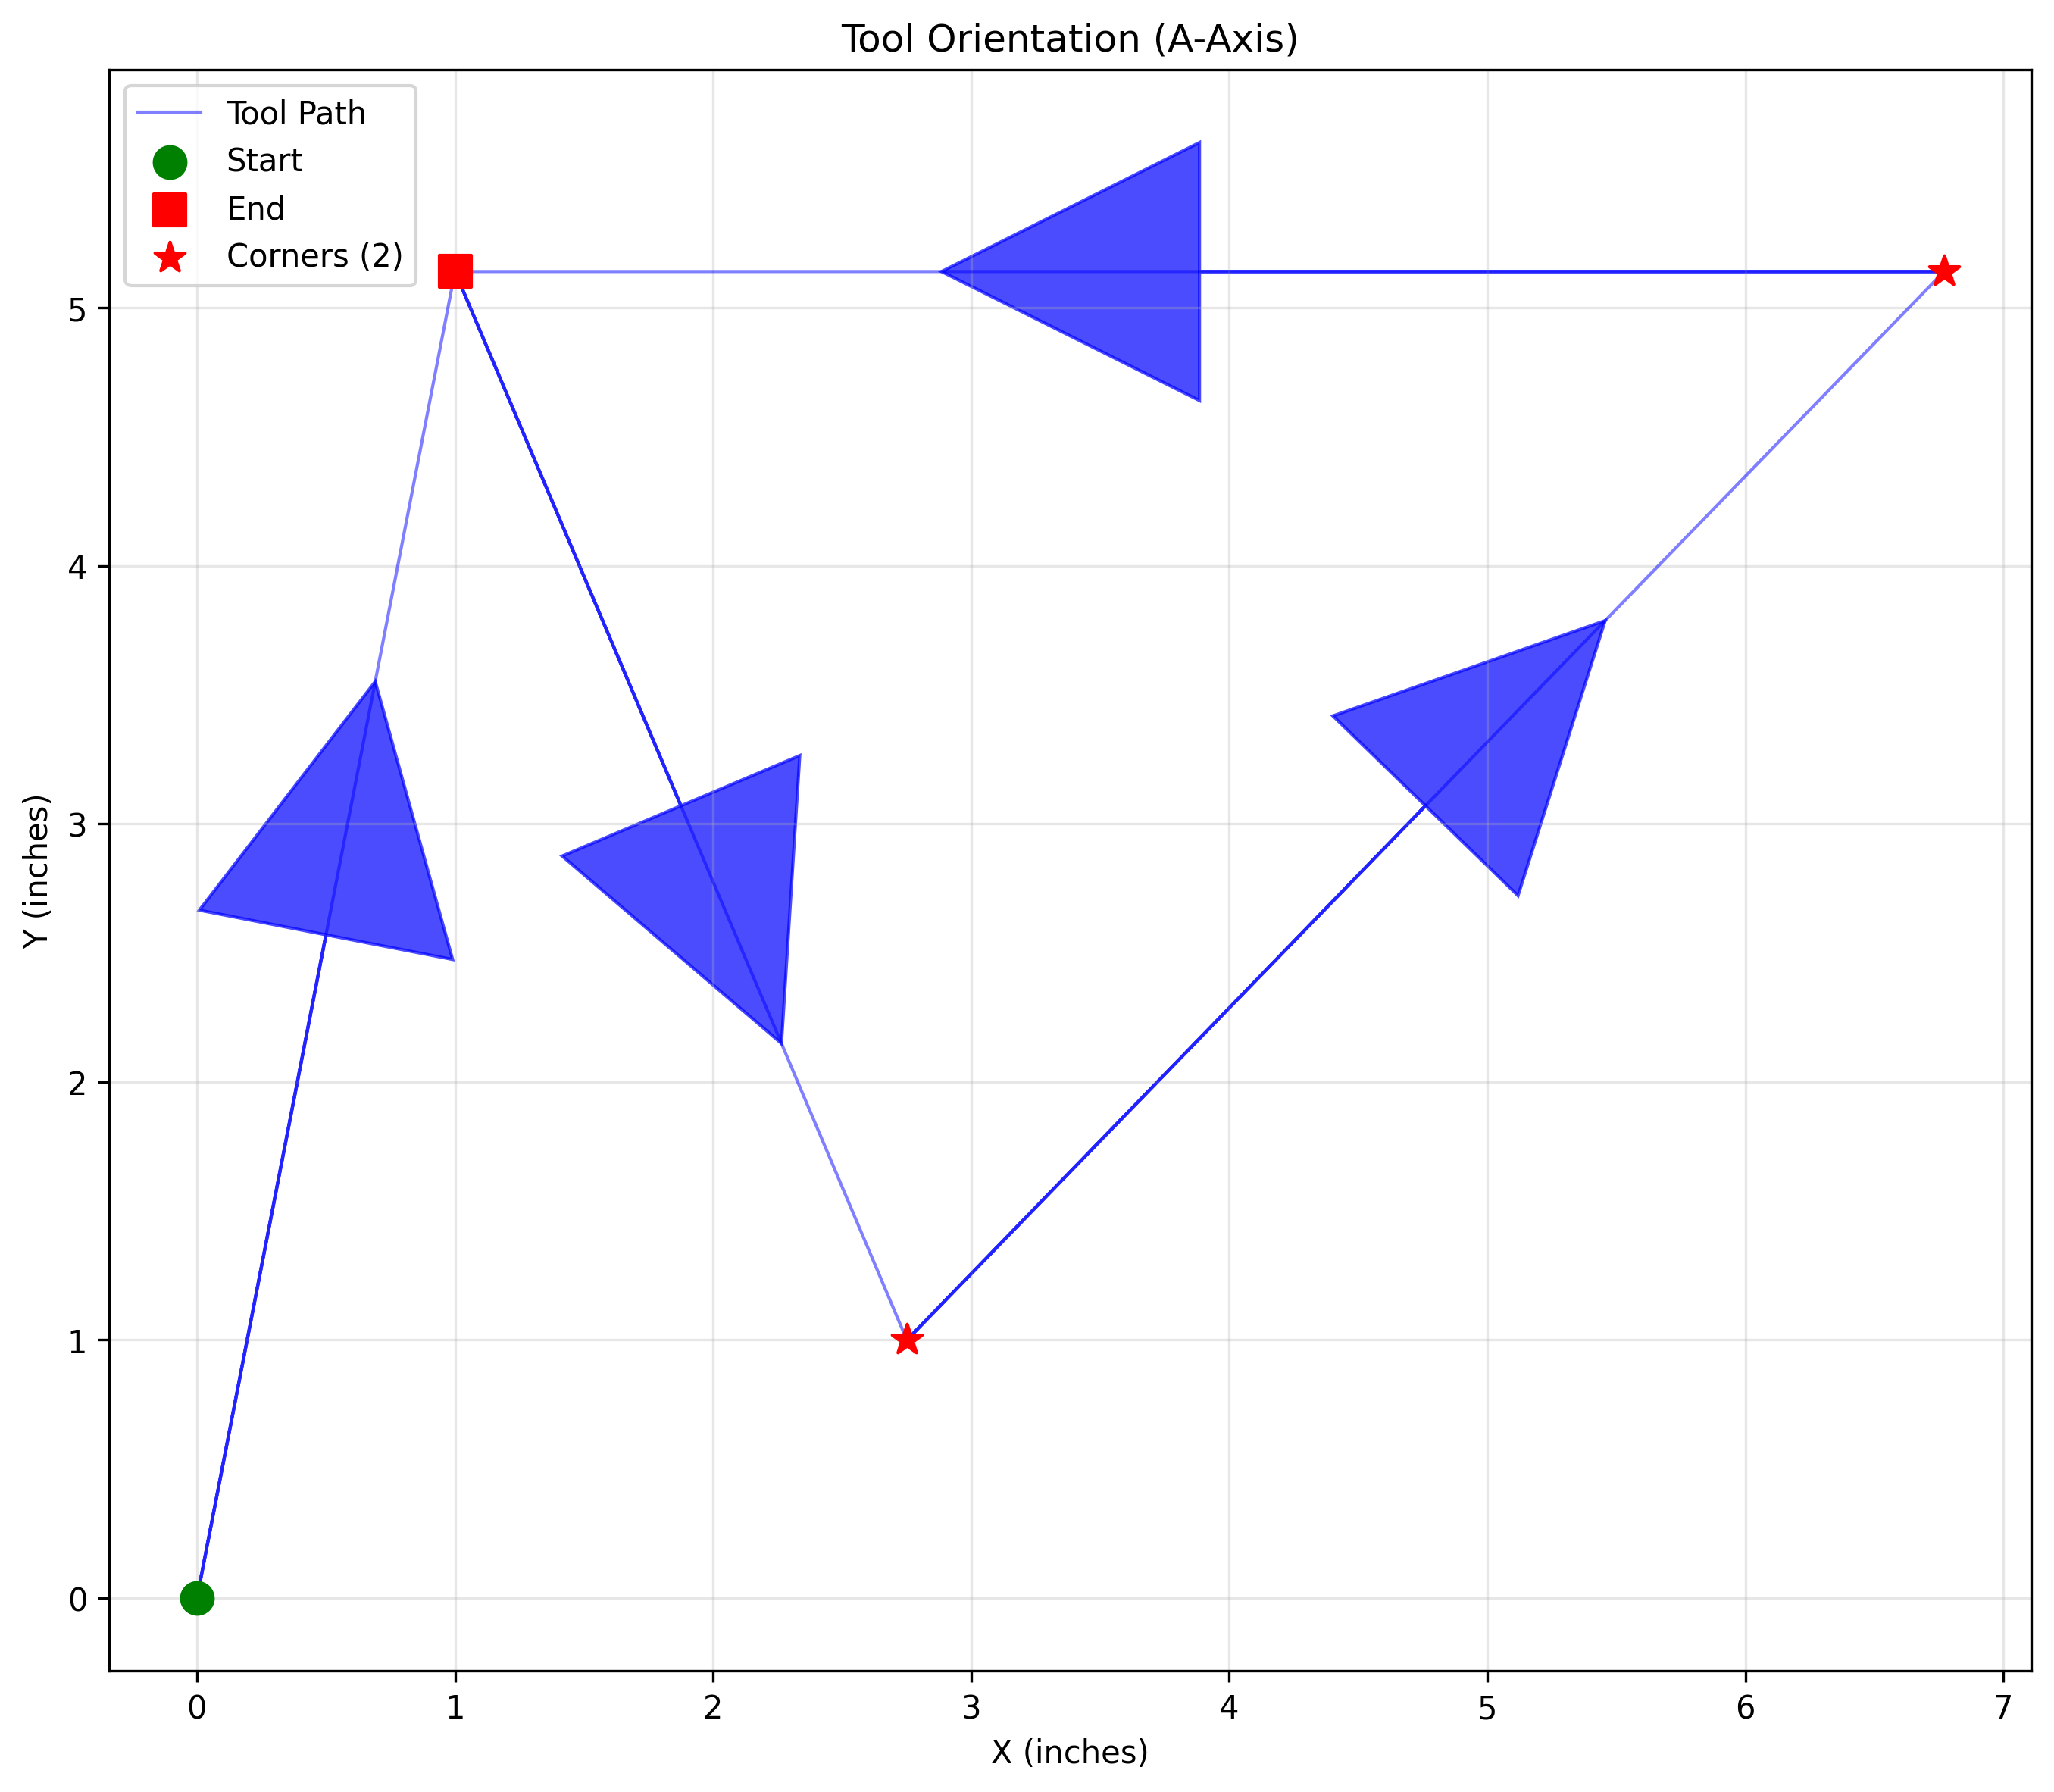 Tool Orientation (A-Axis)
Tool Path
Start
End
Corners (2)
5
4
3
2
1
0
Y (inches)
0 1 2 3 4 5 6 7
X (inches)